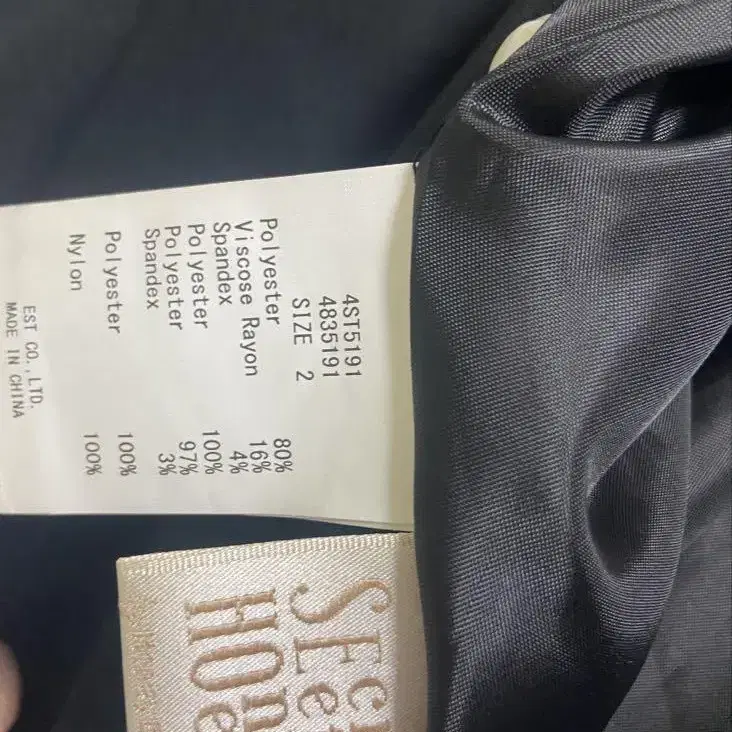 4ST5191
4835191
SIZE 2
Polyester 80%
Viscose Rayon 16%
Spandex 4%
Polyester 100%
Polyester 97%
Spandex 3%
Polyester 100%
Nylon 100%
EST CO.,LTD.
MADE IN CHINA